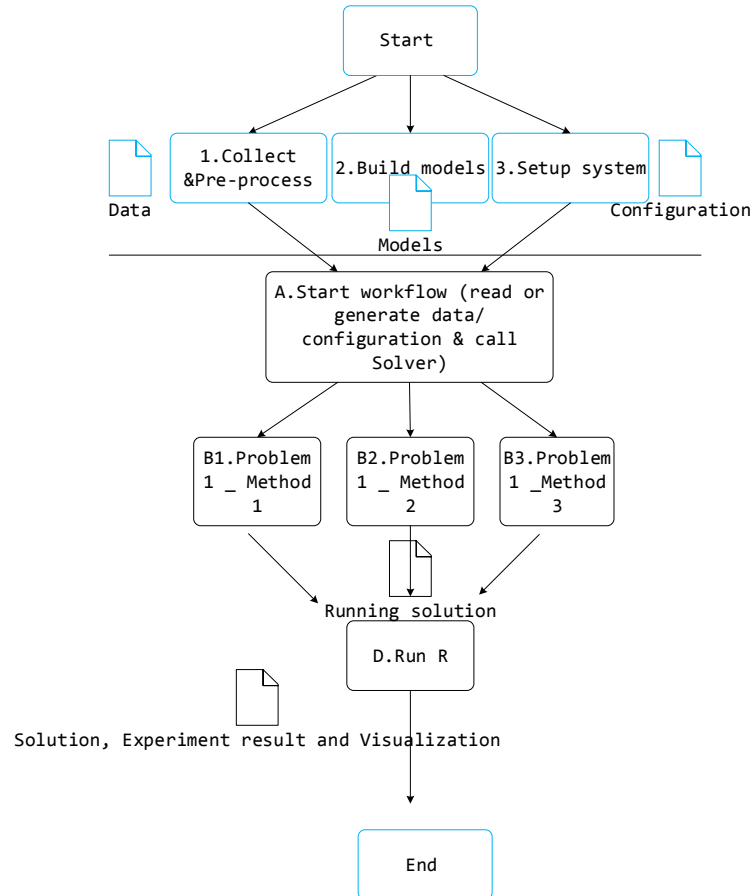 Start
1.Collect
&Pre-process
2.Build models
3.Setup system
Data
Models
Configuration
A.Start workflow (read or
generate data/
configuration & call
Solver)
B1.Problem
1 _ Method
1
B2.Problem
1 _ Method
2
B3.Problem
1 _Method
3
Running solution
D.Run R
Solution, Experiment result and Visualization
End